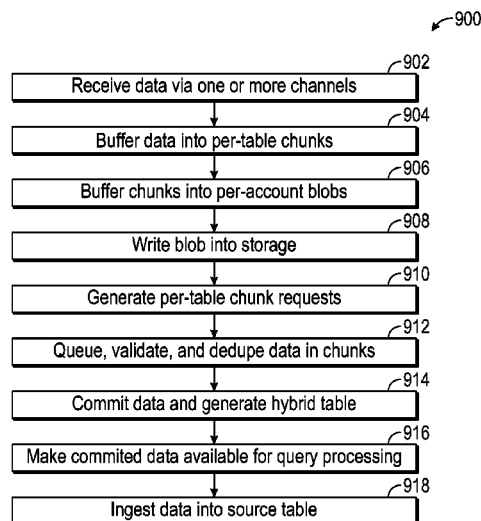 900
902
Receive data via one or more channels
904
Buffer data into per-table chunks
906
Buffer chunks into per-account blobs
908
Write blob into storage
910
Generate per-table chunk requests
912
Queue, validate, and dedupe data in chunks
914
Commit data and generate hybrid table
916
Make commited data available for query processing
918
Ingest data into source table